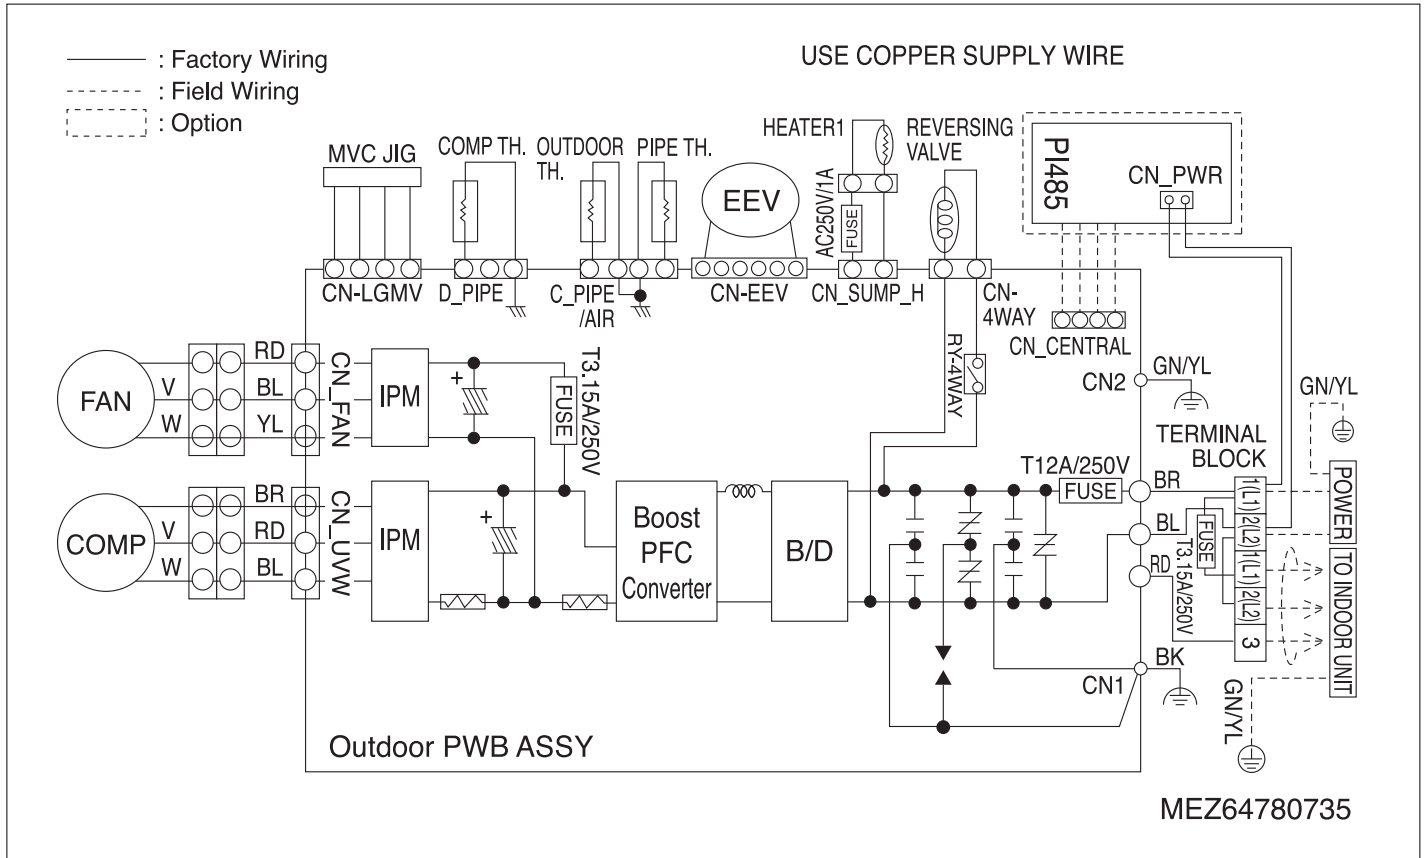 : Factory Wiring
: Field Wiring
: Option
USE COPPER SUPPLY WIRE
MVC JIG
COMP TH.
OUTDOOR TH.
PIPE TH.
EEV
HEATER1
AC250V/1A
FUSE
REVERSING
VALVE
PI485
CN_PWR
CN-LGMV
D_PIPE
C_PIPE
/AIR
CN-EEV
CN_SUMP_H
CN-
4WAY
CN_CENTRAL
RY-4WAY
CN2
GN/YL
GN/YL
FAN
V
W
RD
BL
YL
CN_FAN
IPM
+
FUSE
T3.15A/250V
COMP
V
W
BR
RD
BL
CN_UVW
IPM
+
Boost
PFC
Converter
B/D
T12A/250V
FUSE
BR
BL
RD
TERMINAL
BLOCK
1(L1)
2(L2)
1(L1)
2(L2)
3
FUSE
T3.15A/250V
POWER
TO INDOOR UNIT
CN1
BK
GN/YL
Outdoor PWB ASSY
MEZ64780735